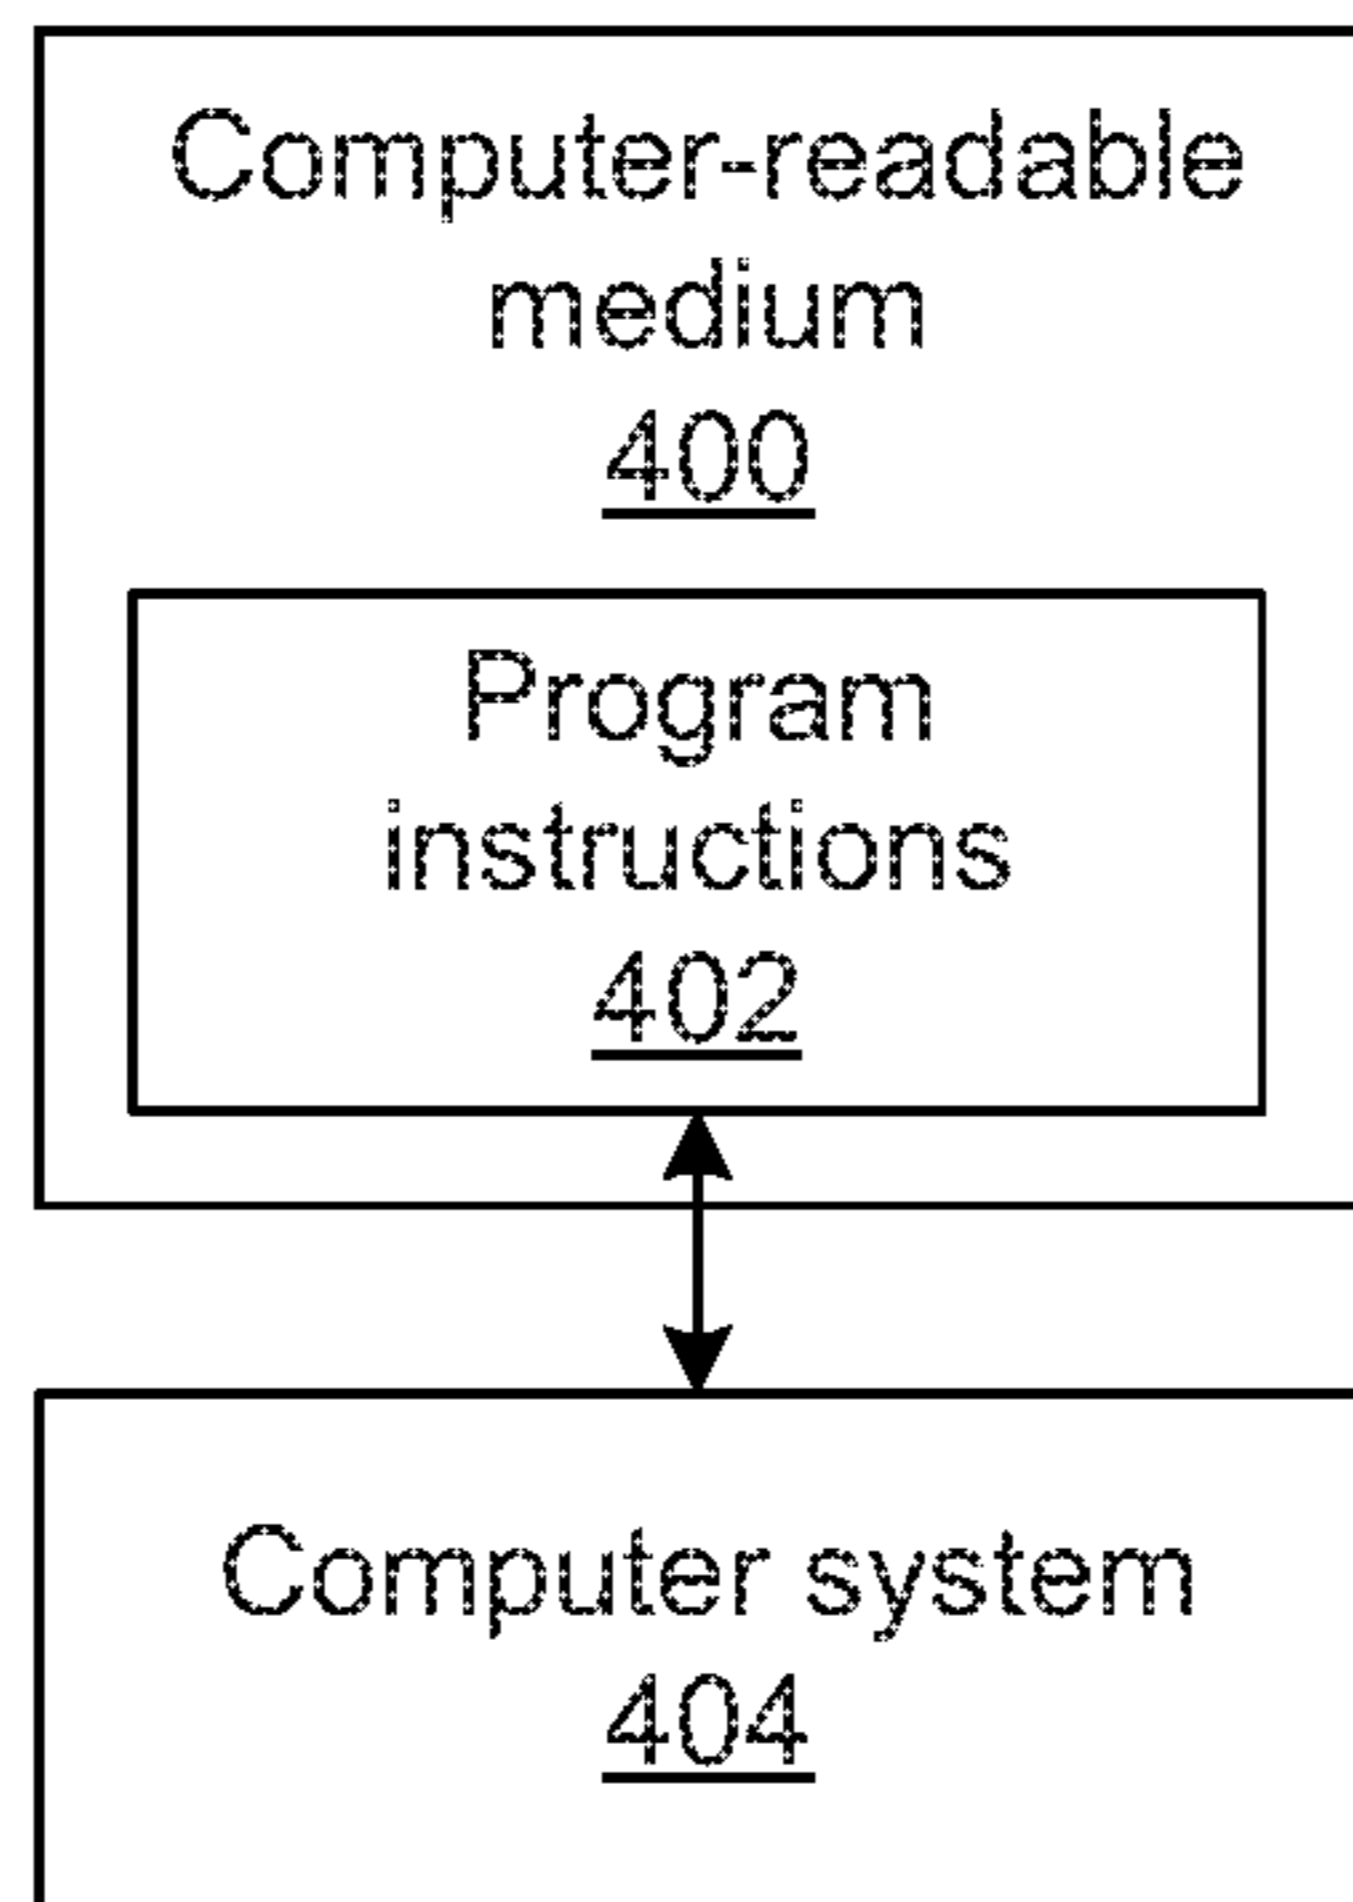 Computer-readable
medium
400
Program
instructions
402
Computer system
404